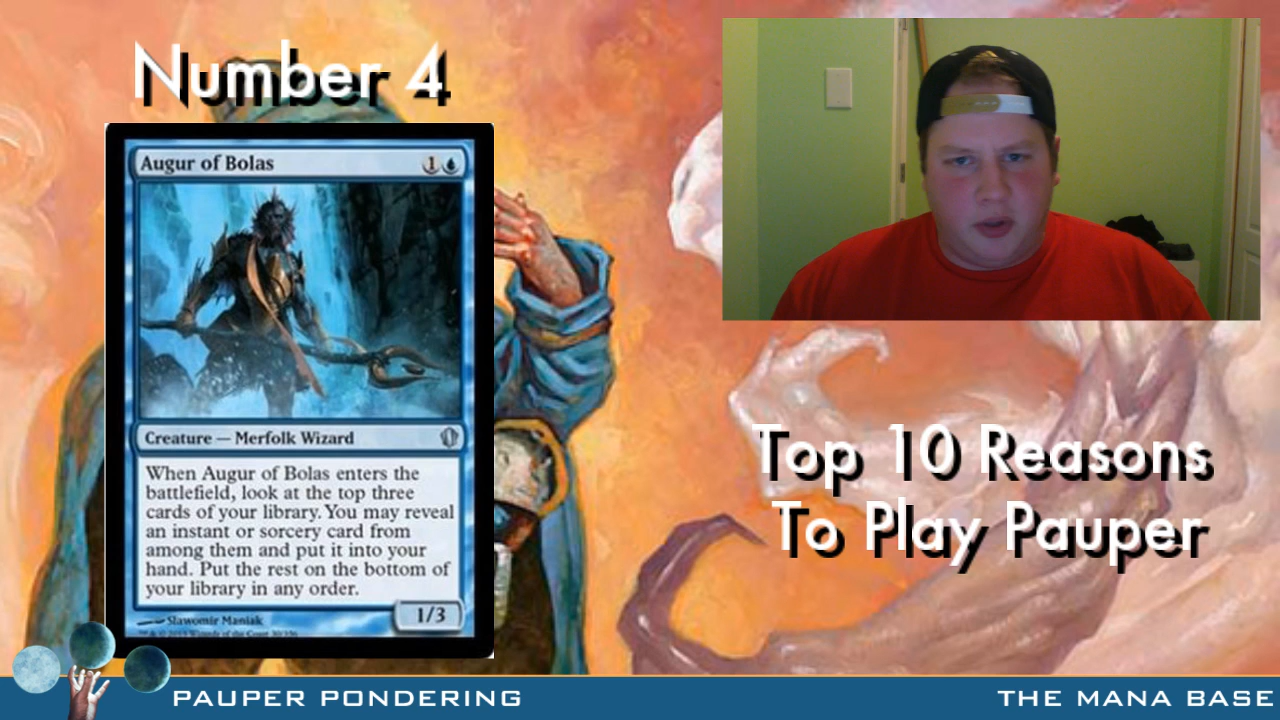 Number 4
Augur of Bolas
1
Creature — Merfolk Wizard
When Augur of Bolas enters the
battlefield, look at the top three
cards of your library. You may reveal
an instant or sorcery card from
among them and put it into your
hand. Put the rest on the bottom of
your library in any order.
1/3
Slawomir Maniak
Top 10 Reasons
To Play Pauper
PAUPER PONDERING
THE MANA BASE